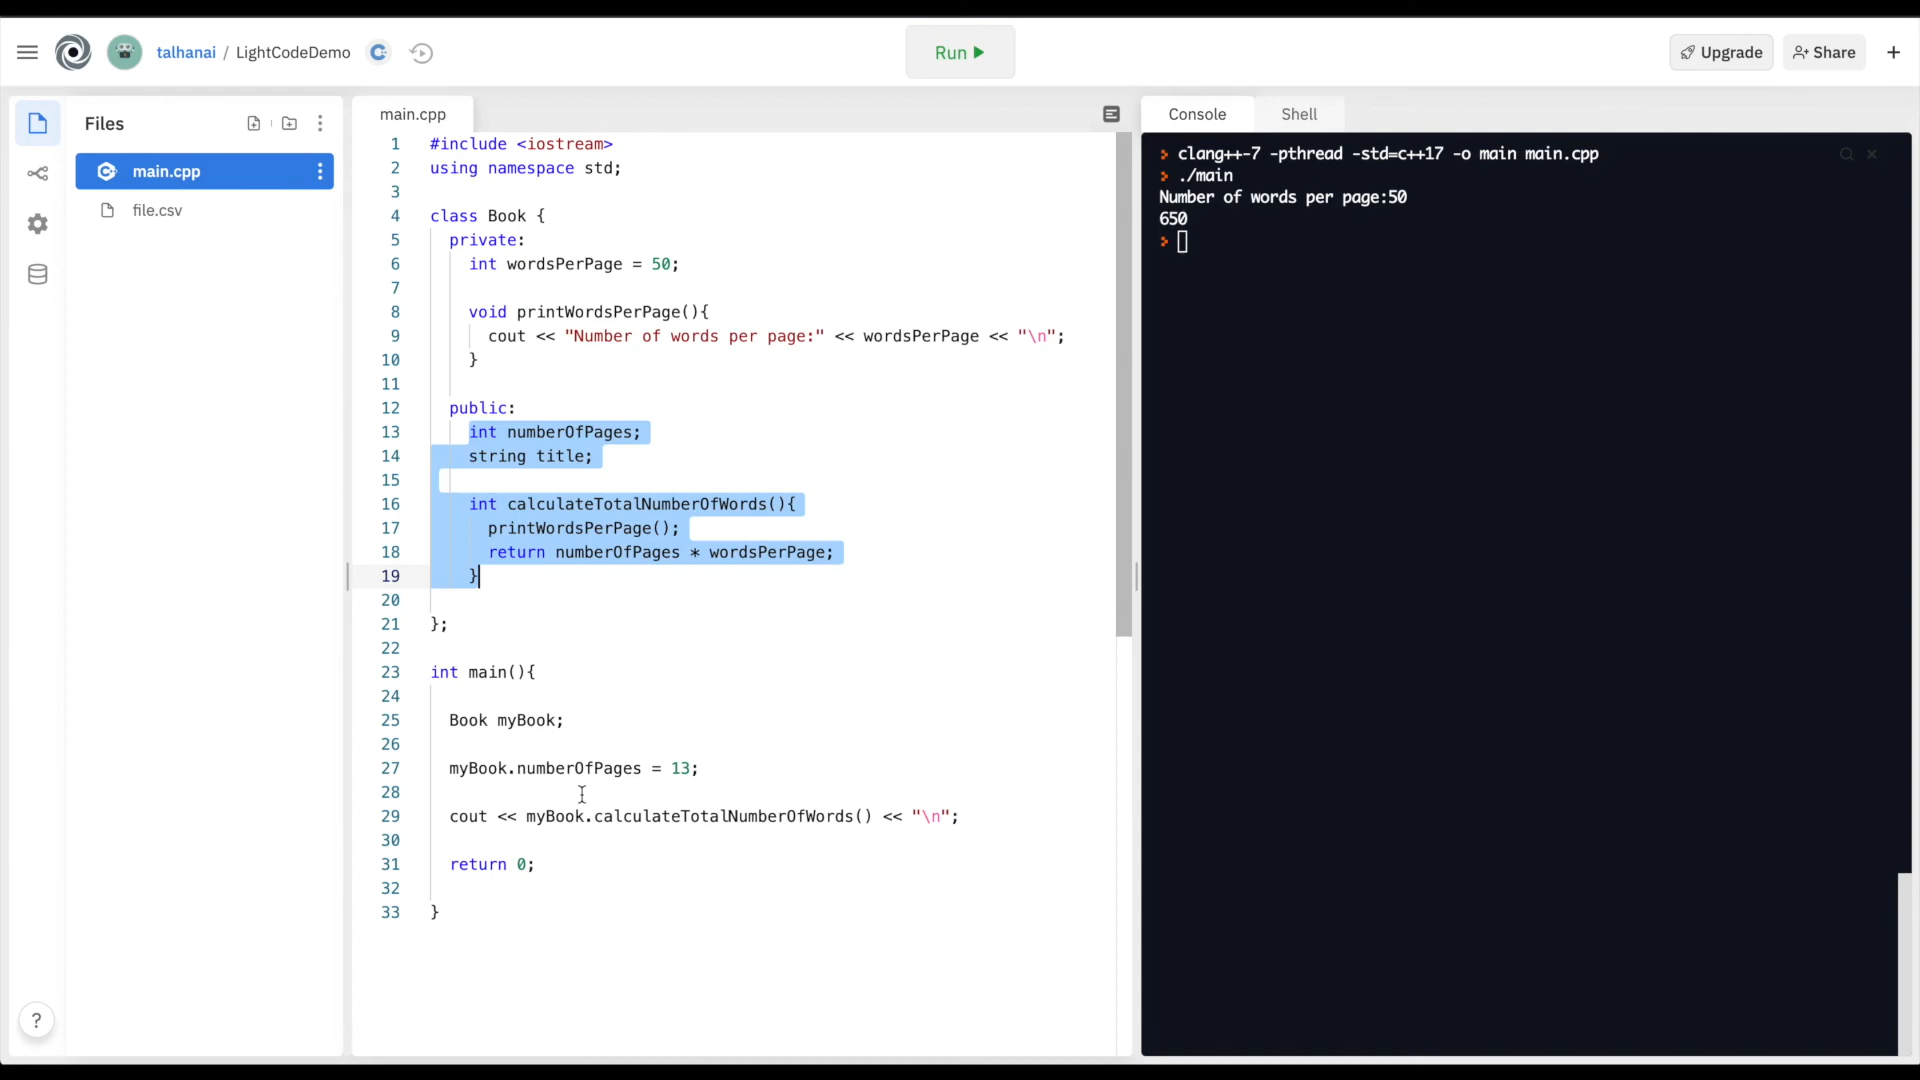 talhanai / LightCodeDemo
Run
Upgrade
Share
Files
main.cpp
file.csv
main.cpp
1 #include <iostream>
2 using namespace std;
3
4 class Book {
5 private:
6 int wordsPerPage = 50;
7
8 void printWordsPerPage(){
9 cout << "Number of words per page:" << wordsPerPage << "\n";
10 }
11
12 public:
13 int numberOfPages;
14 string title;
15
16 int calculateTotalNumberOfWords(){
17 printWordsPerPage();
18 return numberOfPages * wordsPerPage;
19 }
20
21 };
22
23 int main(){
24
25 Book myBook;
26
27 myBook.numberOfPages = 13;
28
29 cout << myBook.calculateTotalNumberOfWords() << "\n";
30
31 return 0;
32
33 }
Console
Shell
clang++-7 -pthread -std=c++17 -o main main.cpp
./main
Number of words per page:50
650
?